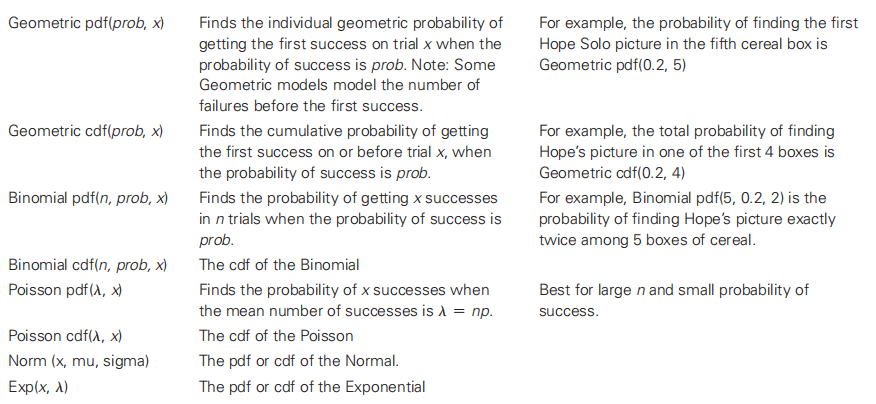 Geometric pdf(prob, x) Finds the individual geometric probability of For example, the probability of finding the first
getting the first success on trial x when the Hope Solo picture in the fifth cereal box is
probability of success is prob. Note: Some Geometric pdf(0.2, 5)
Geometric models model the number of
failures before the first success.
Geometric cdf(prob, x) Finds the cumulative probability of getting For example, the total probability of finding
the first success on or before trial x, when Hope’s picture in one of the first 4 boxes is
the probability of success is prob. Geometric cdf(0.2, 4)
Binomial pdf(n, prob, x) Finds the probability of getting x successes For example, Binomial pdf(5, 0.2, 2) is the
in n trials when the probability of success is probability of finding Hope’s picture exactly
prob. twice among 5 boxes of cereal.
Binomial cdf(n, prob, x) The cdf of the Binomial
Poisson pdf(λ, x) Finds the probability of x successes when Best for large n and small probability of
the mean number of successes is λ = np. success.
Poisson cdf(λ, x) The cdf of the Poisson
Norm (x, mu, sigma) The pdf or cdf of the Normal.
Exp(x, λ) The pdf or cdf of the Exponential